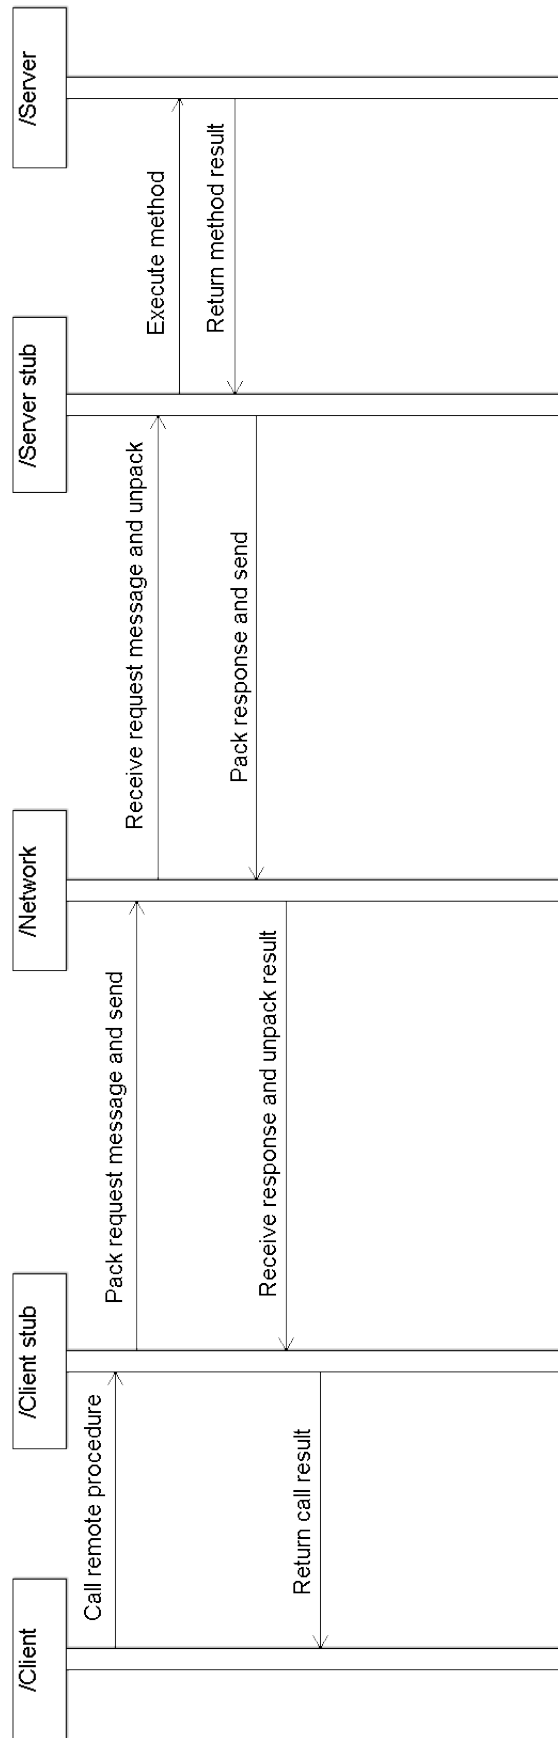 /Client
/Client stub
/Network
/Server stub
/Server
Call remote procedure
Pack request message and send
Receive request message and unpack
Execute method
Return method result
Pack response and send
Receive response and unpack result
Return call result